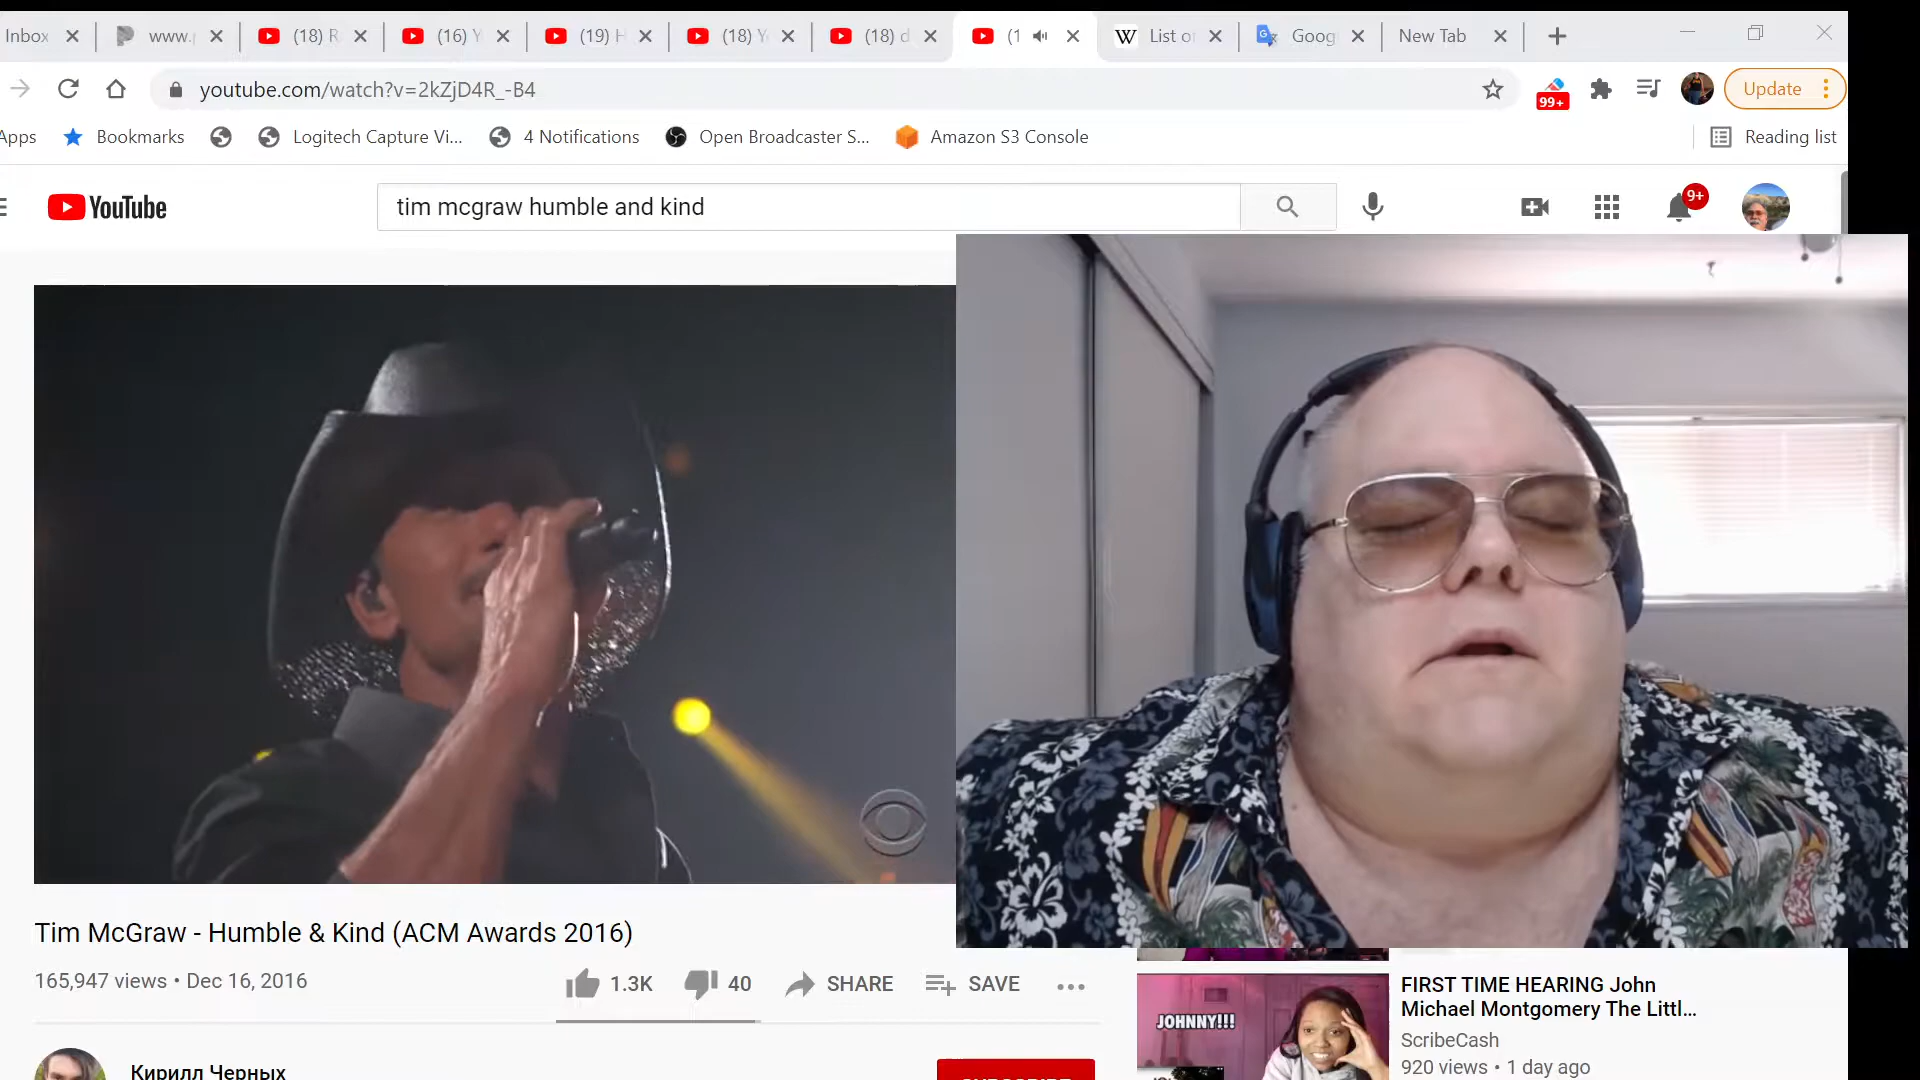 Inbox
www.
(18) R
(16) Y
(19) H
(18) Y
(18) d
(1
W List o
Goog
New Tab
youtube.com/watch?v=2kZjD4R_-B4
99+
Update
Apps
Bookmarks
Logitech Capture Vi...
4 Notifications
Open Broadcaster S...
Amazon S3 Console
Reading list
YouTube
tim mcgraw humble and kind
9+
Tim McGraw - Humble & Kind (ACM Awards 2016)
165,947 views • Dec 16, 2016
1.3K
40
SHARE
SAVE
Кирилл Черных
SUBSCRIBE
JOHNNY!!!
FIRST TIME HEARING John
Michael Montgomery The Littl...
ScribeCash
920 views • 1 day ago